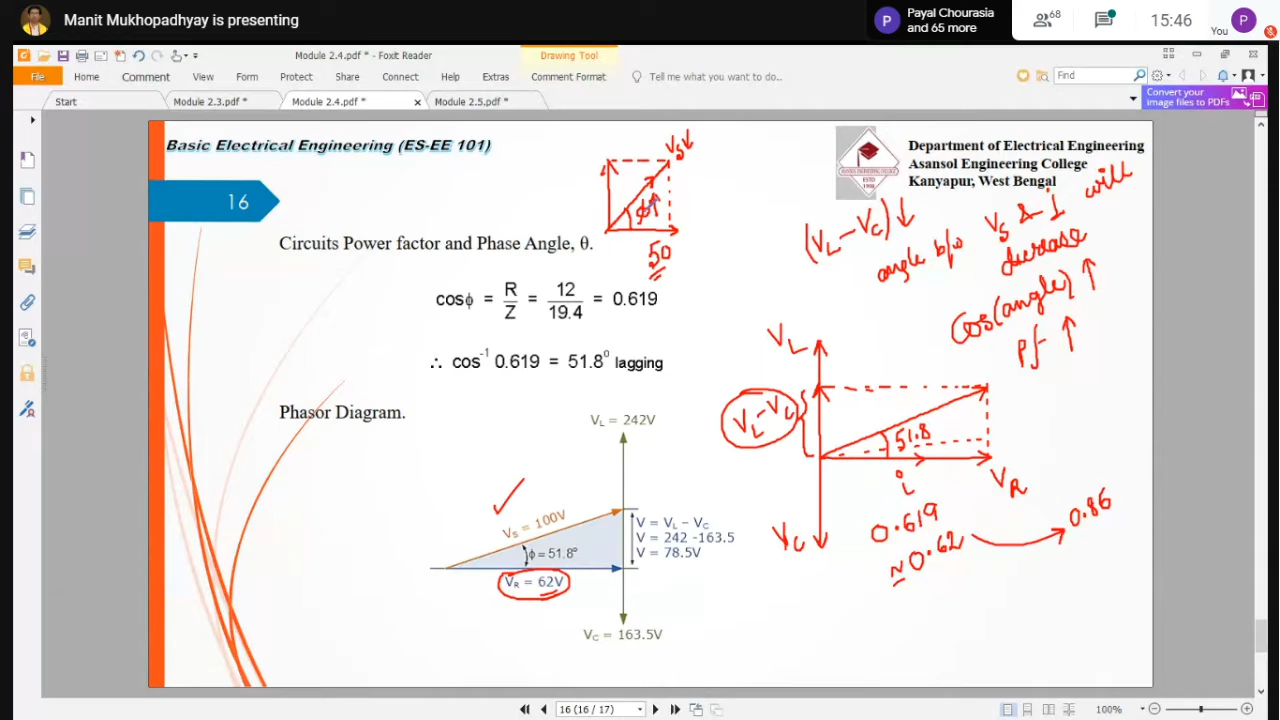 Manit Mukhopadhyay is presenting
Payal Chourasia
and 65 more
68
15:46
You
P
P
Module 2.4.pdf * - Foxit Reader
Drawing Tool
File
Home
Comment
View
Form
Protect
Share
Connect
Help
Extras
Comment Format
Tell me what you want to do...
Find
Start
Module 2.3.pdf *
Module 2.4.pdf *
Module 2.5.pdf *
Convert your
image files to PDFs
Basic Electrical Engineering (ES-EE 101)
Department of Electrical Engineering
Asansol Engineering College
Kanyapur, West Bengal
16
Vs↓
ϕ↑
50
Circuits Power factor and Phase Angle, θ.
cosϕ = R/Z = 12/19.4 = 0.619
∴ cos⁻¹ 0.619 = 51.8° lagging
Phasor Diagram.
V_L = 242V
V_S = 100V
ϕ = 51.8°
V_R = 62V
V = V_L – V_C
V = 242 -163.5
V = 78.5V
V_C = 163.5V
(V_L - V_C)↓
angle b/w Vs & i will
decrease
Cos(angle)↑
pf ↑
V_L
V_L - V_C
51.8
i
V_R
V_C
0.619
≈ 0.62
0.86
16 (16 / 17)
100%